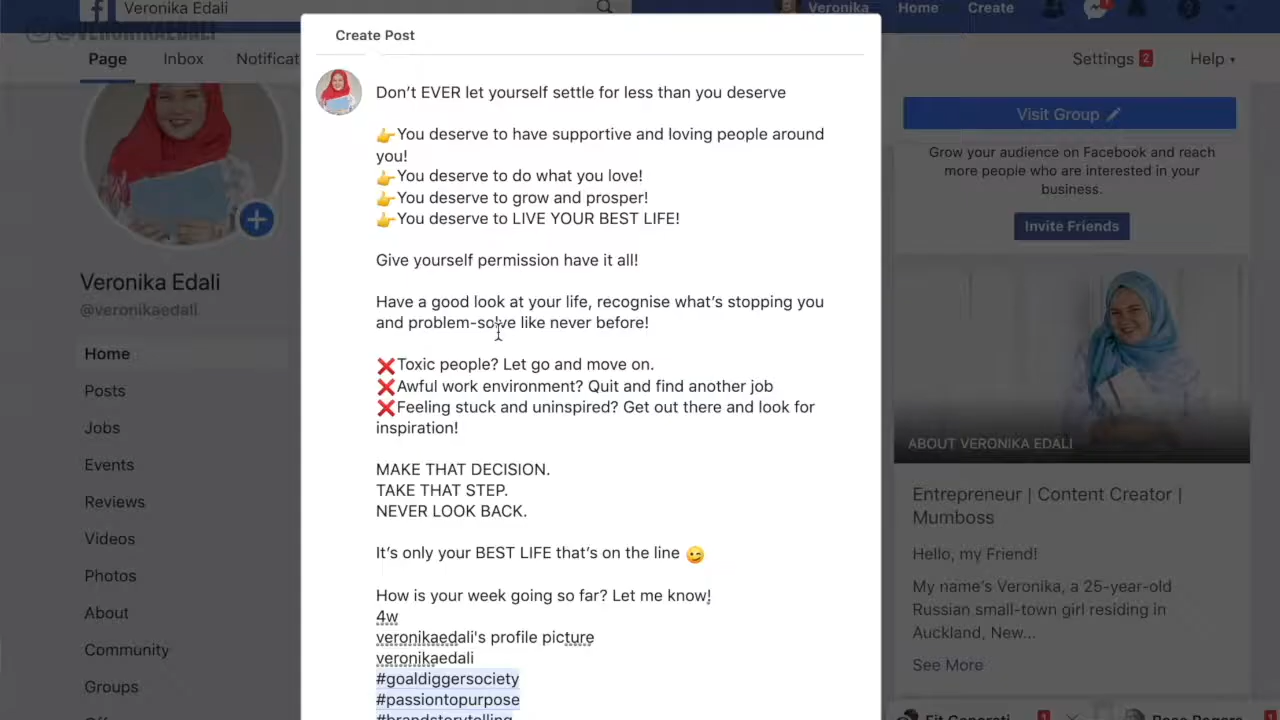 Veronika Edali
Veronika
Home
Create
@VERONIKAEDALI
Create Post
Page
Inbox
Notificat
Settings 2
Help
Don’t EVER let yourself settle for less than you deserve
👉You deserve to have supportive and loving people around
you!
👉You deserve to do what you love!
👉You deserve to grow and prosper!
👉You deserve to LIVE YOUR BEST LIFE!
Give yourself permission have it all!
Have a good look at your life, recognise what’s stopping you
and problem-solve like never before!
❌Toxic people? Let go and move on.
❌Awful work environment? Quit and find another job
❌Feeling stuck and uninspired? Get out there and look for
inspiration!
MAKE THAT DECISION.
TAKE THAT STEP.
NEVER LOOK BACK.
It’s only your BEST LIFE that’s on the line 😉
How is your week going so far? Let me know!
4w
veronikaedali's profile picture
veronikaedali
#goaldiggersociety
#passiontopurpose
#brandstorytelling
Veronika Edali
@veronikaedali
Home
Posts
Jobs
Events
Reviews
Videos
Photos
About
Community
Groups
Visit Group
Grow your audience on Facebook and reach
more people who are interested in your
business.
Invite Friends
ABOUT VERONIKA EDALI
Entrepreneur | Content Creator |
Mumboss
Hello, my Friend!
My name’s Veronika, a 25-year-old
Russian small-town girl residing in
Auckland, New...
See More